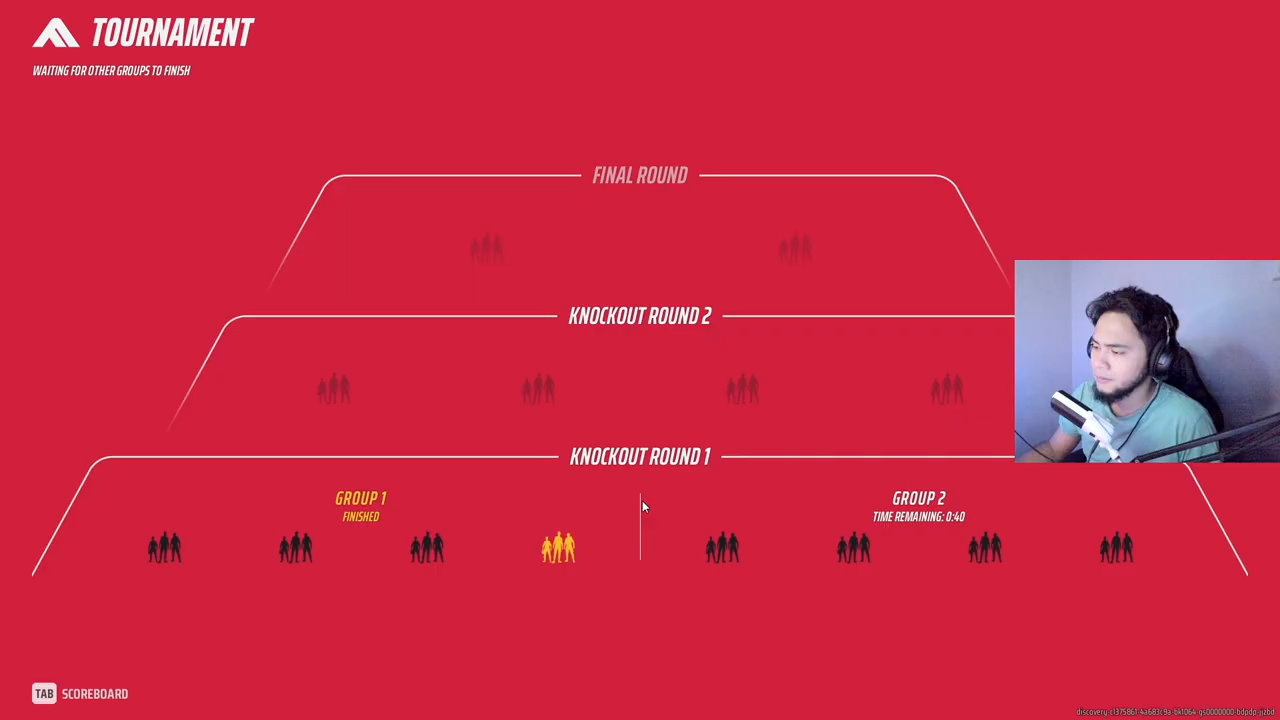 TOURNAMENT
WAITING FOR OTHER GROUPS TO FINISH
FINAL ROUND
KNOCKOUT ROUND 2
KNOCKOUT ROUND 1
GROUP 1
FINISHED
GROUP 2
TIME REMAINING: 0:40
TAB SCOREBOARD